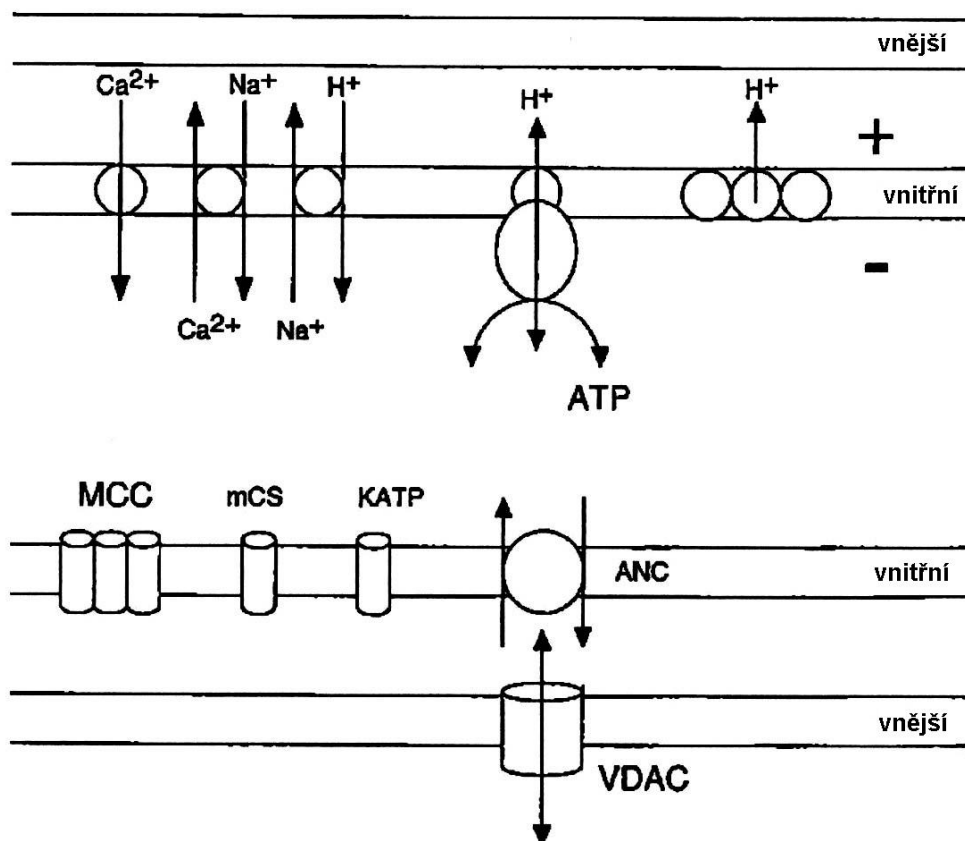 vnější
Ca2+ Na+ H+ H+ H+
+
vnitřní
-
Ca2+ Na+
ATP
MCC mCS KATP
ANC vnitřní
vnější
VDAC